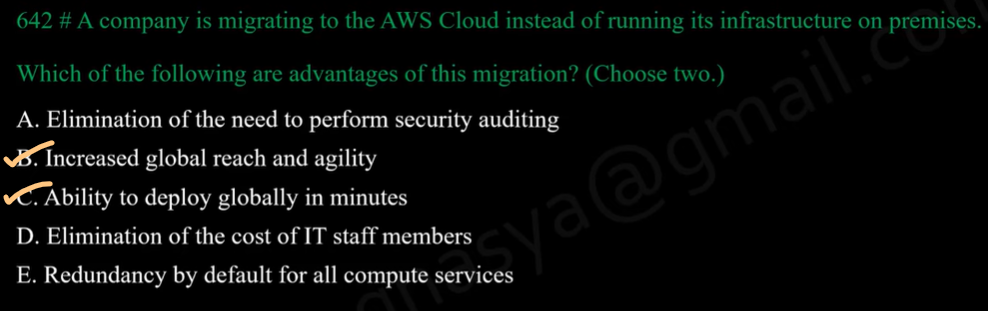 642 # A company is migrating to the AWS Cloud instead of running its infrastructure on premises.
Which of the following are advantages of this migration? (Choose two.)
A. Elimination of the need to perform security auditing
B. Increased global reach and agility
C. Ability to deploy globally in minutes
D. Elimination of the cost of IT staff members
E. Redundancy by default for all compute services